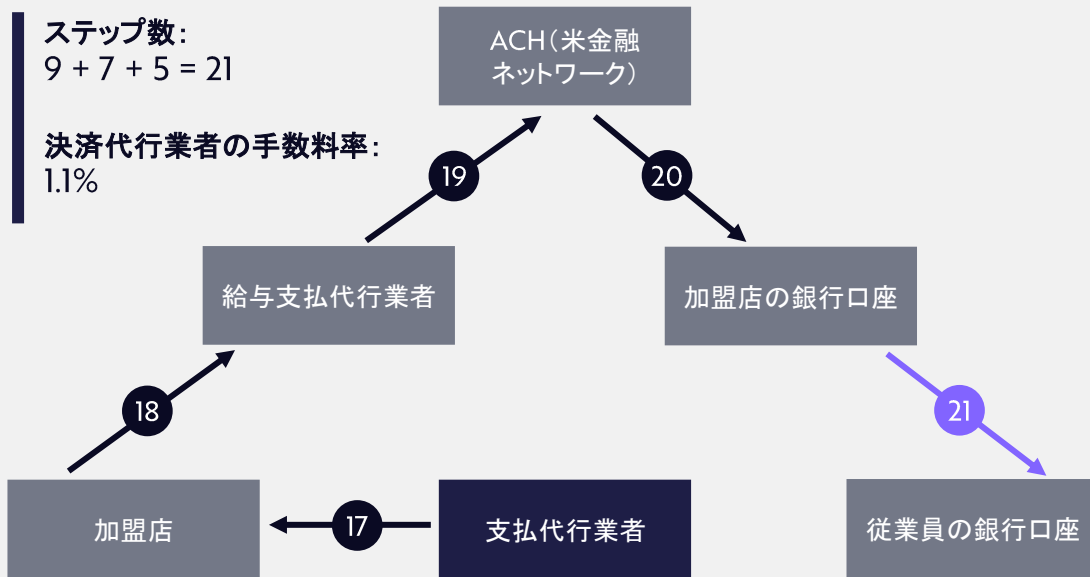 ステップ数:
9 + 7 + 5 = 21
決済代行業者の手数料率:
1.1%
ACH(米金融
ネットワーク)
19
20
給与支払代行業者
加盟店の銀行口座
18
21
加盟店
17
支払代行業者
従業員の銀行口座